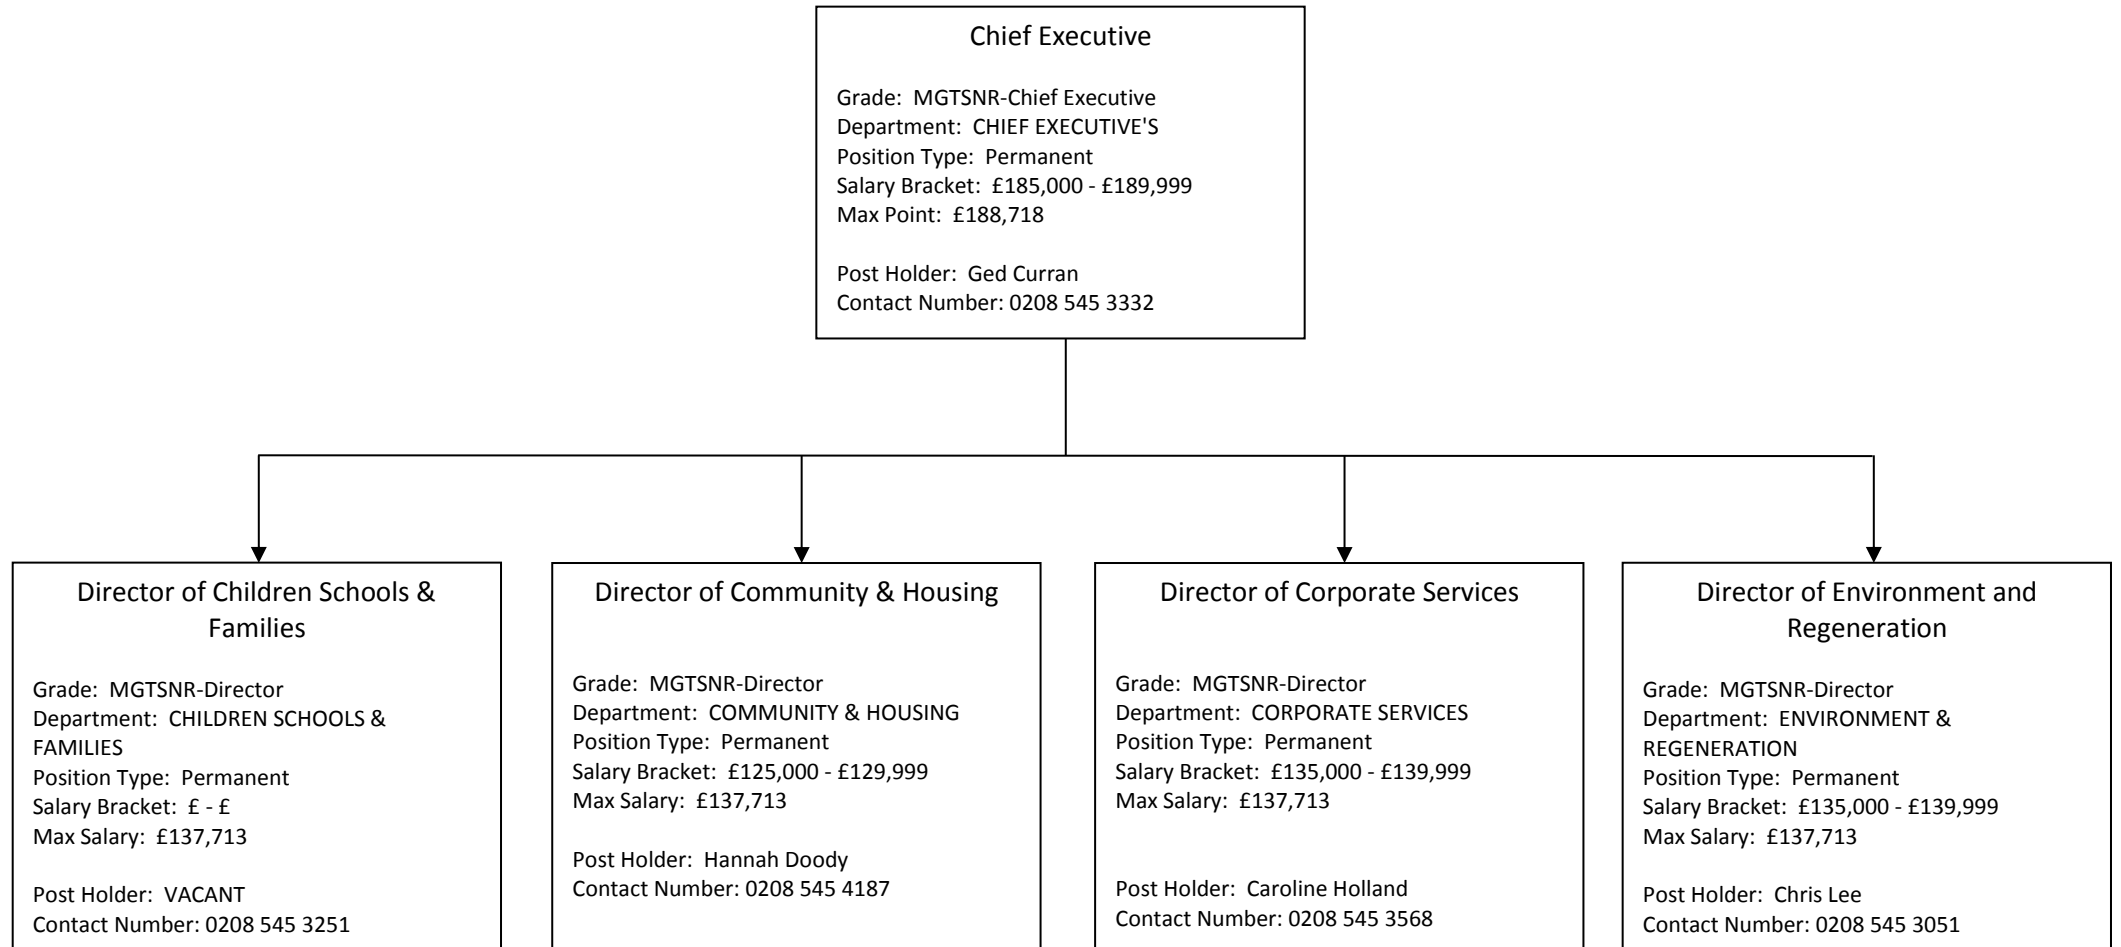 Chief Executive
Grade:  MGTSNR-Chief Executive
Department:  CHIEF EXECUTIVE'S
Position Type:  Permanent
Salary Bracket:  £185,000 - £189,999
Max Point:  £188,718
Post Holder:  Ged Curran
Contact Number: 0208 545 3332
Director of Children Schools &
Families
Grade:  MGTSNR-Director
Department:  CHILDREN SCHOOLS &
FAMILIES
Position Type:  Permanent
Salary Bracket:  £ - £
Max Salary:  £137,713
Post Holder:  VACANT
Contact Number: 0208 545 3251
Director of Community & Housing
Grade:  MGTSNR-Director
Department:  COMMUNITY & HOUSING
Position Type:  Permanent
Salary Bracket:  £125,000 - £129,999
Max Salary:  £137,713
Post Holder:  Hannah Doody
Contact Number: 0208 545 4187
Director of Corporate Services
Grade:  MGTSNR-Director
Department:  CORPORATE SERVICES
Position Type:  Permanent
Salary Bracket:  £135,000 - £139,999
Max Salary:  £137,713
Post Holder:  Caroline Holland
Contact Number: 0208 545 3568
Director of Environment and
Regeneration
Grade:  MGTSNR-Director
Department:  ENVIRONMENT &
REGENERATION
Position Type:  Permanent
Salary Bracket:  £135,000 - £139,999
Max Salary:  £137,713
Post Holder:  Chris Lee
Contact Number: 0208 545 3051